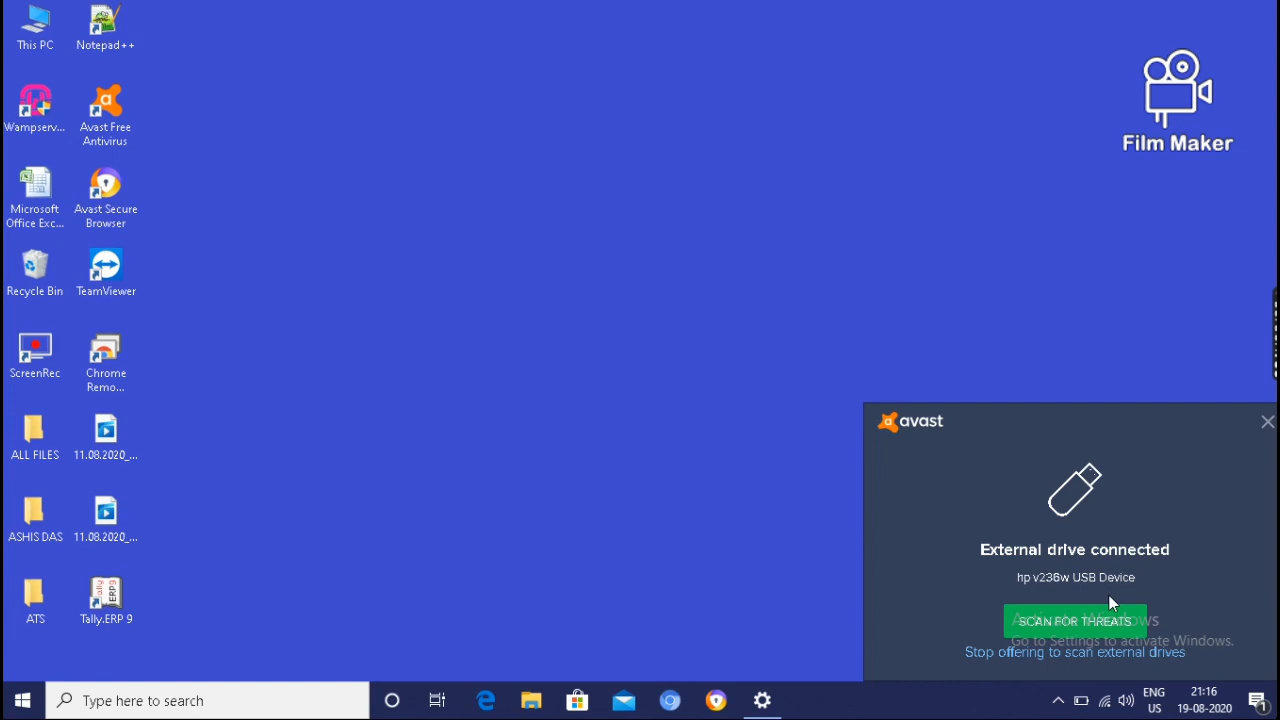 This PC
Notepad++
Wampserv...
Avast Free
Antivirus
Microsoft
Office Exc...
Avast Secure
Browser
Recycle Bin
TeamViewer
ScreenRec
Chrome
Remo...
ALL FILES
11.08.2020_...
ASHIS DAS
11.08.2020_...
ATS
Tally.ERP 9
Film Maker
avast
External drive connected
hp v236w USB Device
SCAN FOR THREATS
Activate Windows
Go to Settings to activate Windows.
Stop offering to scan external drives
Type here to search
ENG
US
21:16
19-08-2020
1